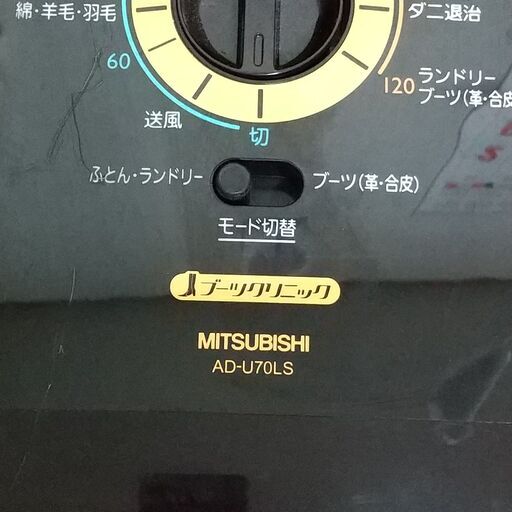 綿・羊毛・羽毛
ダニ退治
60
120
ランドリー
ブーツ(革・合皮
送風
切
ふとん・ランドリー
ブーツ(革・合皮)
モード切替
ブーツクリニック
MITSUBISHI
AD-U70LS